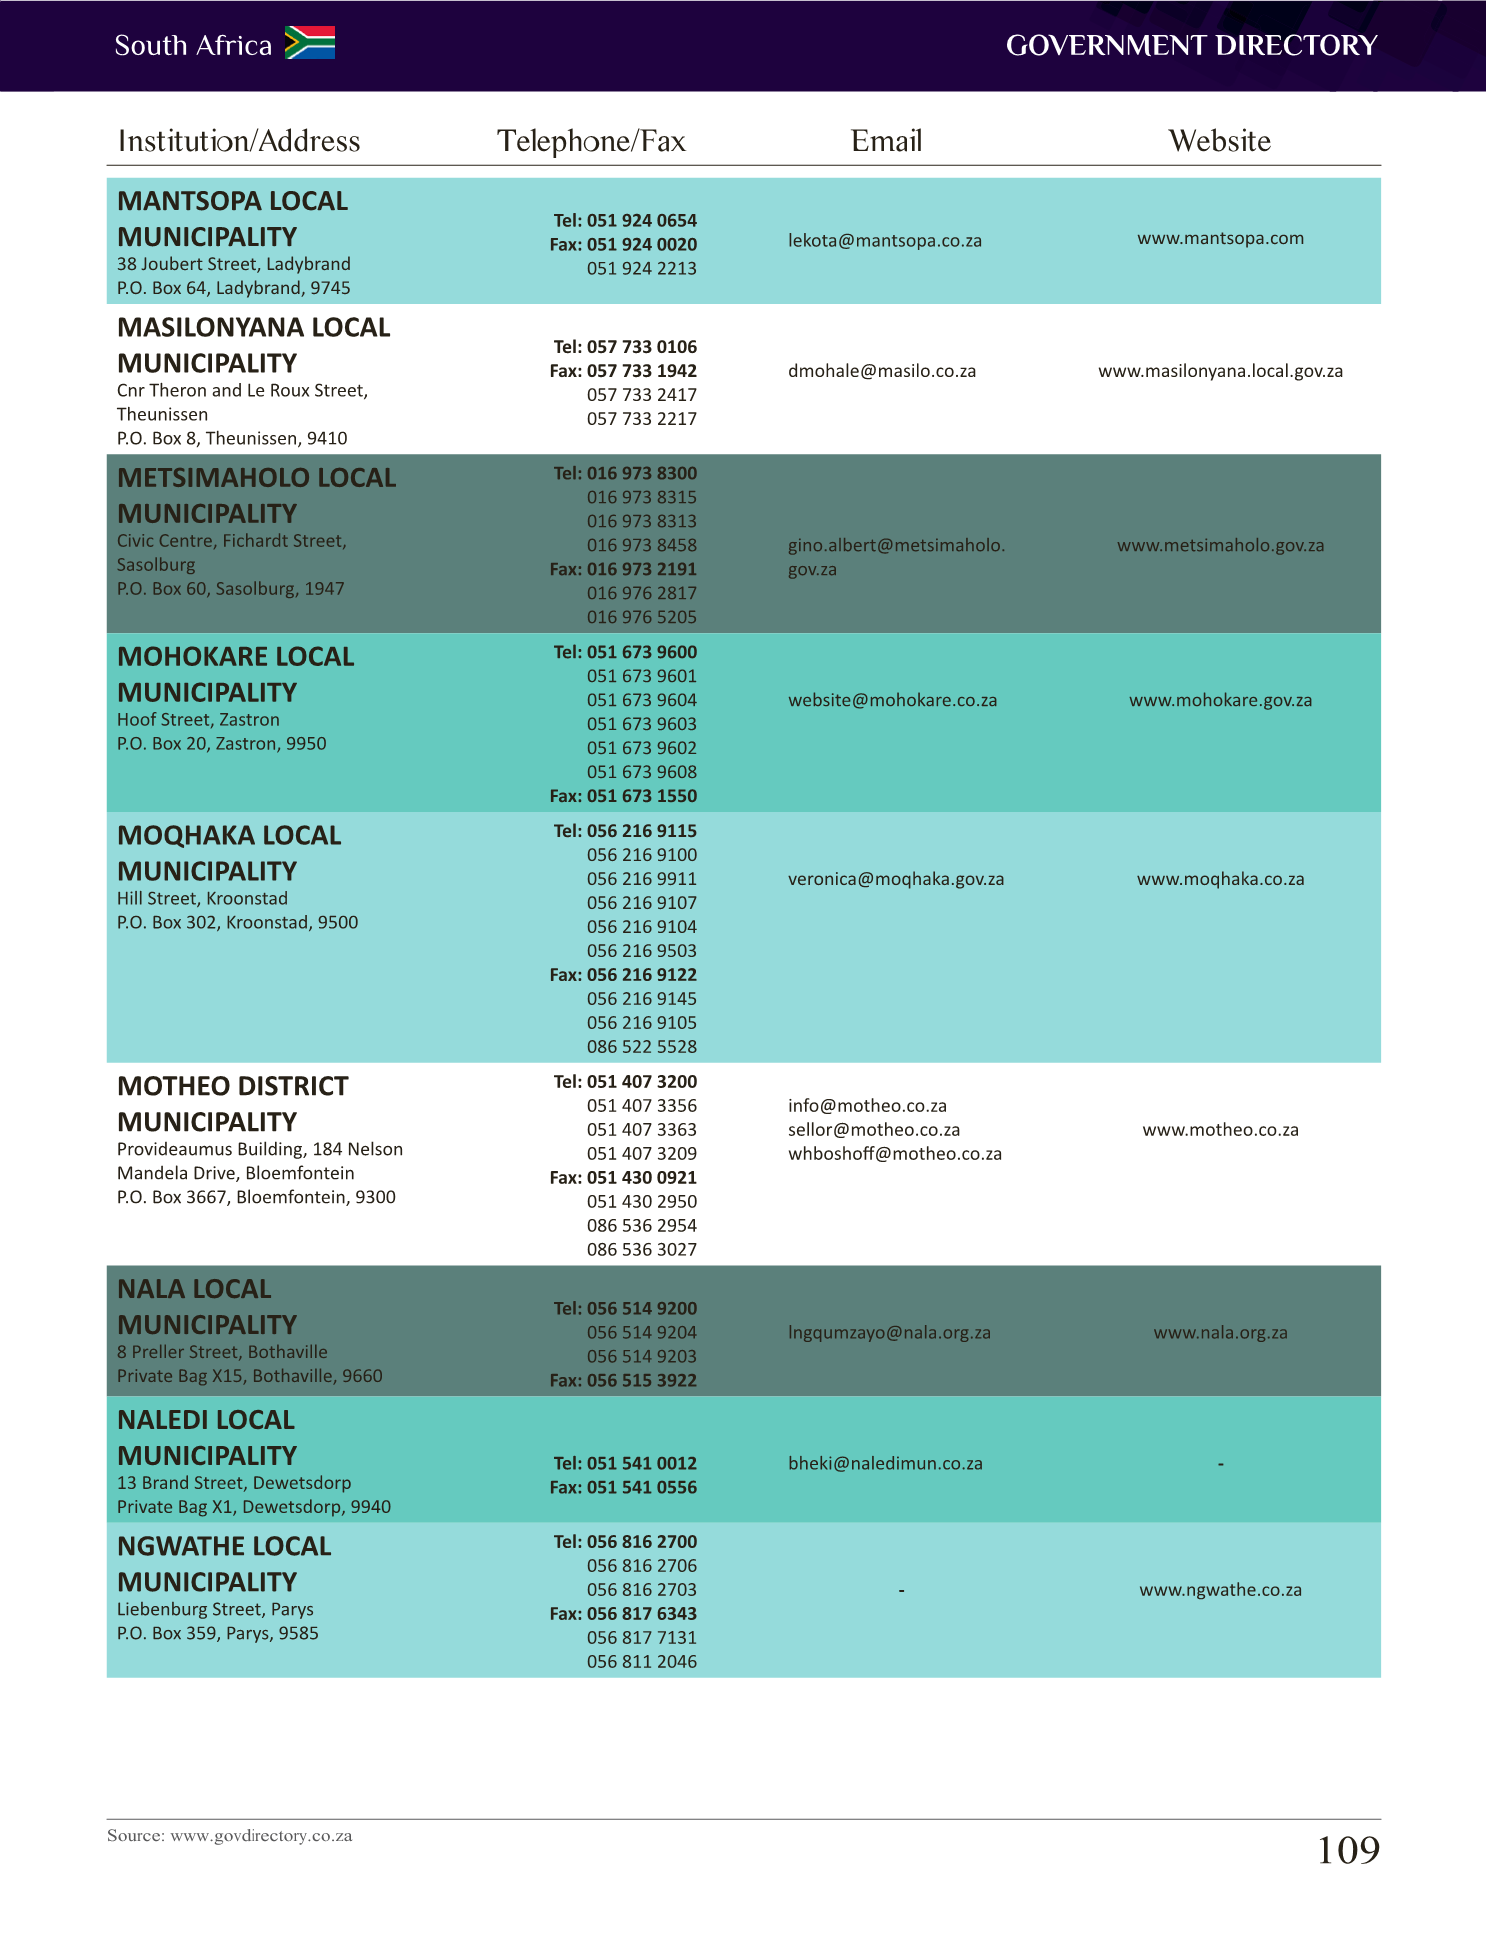 South Africa
GOVERNMENT DIRECTORY
Institution/Address
Telephone/Fax
Email
Website
MANTSOPA LOCAL
MUNICIPALITY
38 Joubert Street, Ladybrand
P.O. Box 64, Ladybrand, 9745
Tel: 051 924 0654
Fax: 051 924 0020
051 924 2213
lekota@mantsopa.co.za
www.mantsopa.com
MASILONYANA LOCAL
MUNICIPALITY
Cnr Theron and Le Roux Street,
Theunissen
P.O. Box 8, Theunissen, 9410
Tel: 057 733 0106
Fax: 057 733 1942
057 733 2417
057 733 2217
dmohale@masilo.co.za
www.masilonyana.local.gov.za
METSIMAHOLO LOCAL
MUNICIPALITY
Civic Centre, Fichardt Street,
Sasolburg
P.O. Box 60, Sasolburg, 1947
Tel: 016 973 8300
016 973 8315
016 973 8313
016 973 8458
Fax: 016 973 2191
016 976 2817
016 976 5205
gino.albert@metsimaholo.
gov.za
www.metsimaholo.gov.za
MOHOKARE LOCAL
MUNICIPALITY
Hoof Street, Zastron
P.O. Box 20, Zastron, 9950
Tel: 051 673 9600
051 673 9601
051 673 9604
051 673 9603
051 673 9602
051 673 9608
Fax: 051 673 1550
website@mohokare.co.za
www.mohokare.gov.za
MOQHAKA LOCAL
MUNICIPALITY
Hill Street, Kroonstad
P.O. Box 302, Kroonstad, 9500
Tel: 056 216 9115
056 216 9100
056 216 9911
056 216 9107
056 216 9104
056 216 9503
Fax: 056 216 9122
056 216 9145
056 216 9105
086 522 5528
veronica@moqhaka.gov.za
www.moqhaka.co.za
MOTHEO DISTRICT
MUNICIPALITY
Provideaumus Building, 184 Nelson
Mandela Drive, Bloemfontein
P.O. Box 3667, Bloemfontein, 9300
Tel: 051 407 3200
051 407 3356
051 407 3363
051 407 3209
Fax: 051 430 0921
051 430 2950
086 536 2954
086 536 3027
info@motheo.co.za
sellor@motheo.co.za
whboshoff@motheo.co.za
www.motheo.co.za
NALA LOCAL
MUNICIPALITY
8 Preller Street, Bothaville
Private Bag X15, Bothaville, 9660
Tel: 056 514 9200
056 514 9204
056 514 9203
Fax: 056 515 3922
lngqumzayo@nala.org.za
www.nala.org.za
NALEDI LOCAL
MUNICIPALITY
13 Brand Street, Dewetsdorp
Private Bag X1, Dewetsdorp, 9940
Tel: 051 541 0012
Fax: 051 541 0556
bheki@naledimun.co.za
-
NGWATHE LOCAL
MUNICIPALITY
Liebenburg Street, Parys
P.O. Box 359, Parys, 9585
Tel: 056 816 2700
056 816 2706
056 816 2703
Fax: 056 817 6343
056 817 7131
056 811 2046
-
www.ngwathe.co.za
Source: www.govdirectory.co.za
109